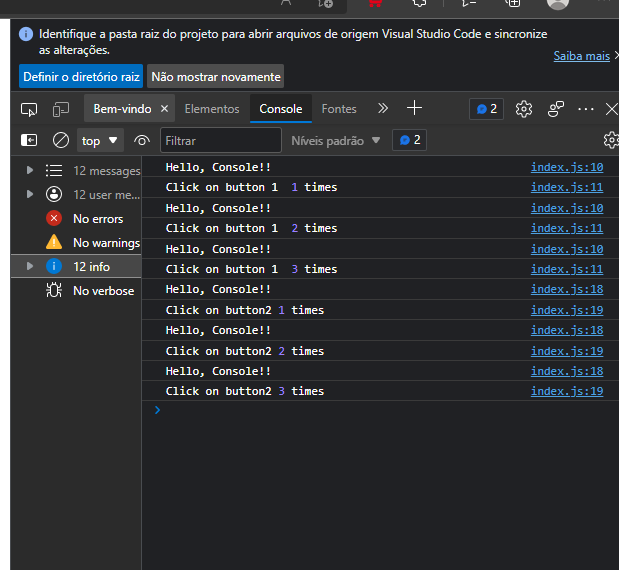 Identifique a pasta raiz do projeto para abrir arquivos de origem Visual Studio Code e sincronize
as alterações.
Saiba mais
Definir o diretório raiz Não mostrar novamente
Bem-vindo Elementos Console Fontes 2
top Filtrar Níveis padrão 2
12 messages
12 user me...
No errors
No warnings
12 info
No verbose
Hello, Console!! index.js:10
Click on button 1 1 times index.js:11
Hello, Console!! index.js:10
Click on button 1 2 times index.js:11
Hello, Console!! index.js:10
Click on button 1 3 times index.js:11
Hello, Console!! index.js:18
Click on button2 1 times index.js:19
Hello, Console!! index.js:18
Click on button2 2 times index.js:19
Hello, Console!! index.js:18
Click on button2 3 times index.js:19